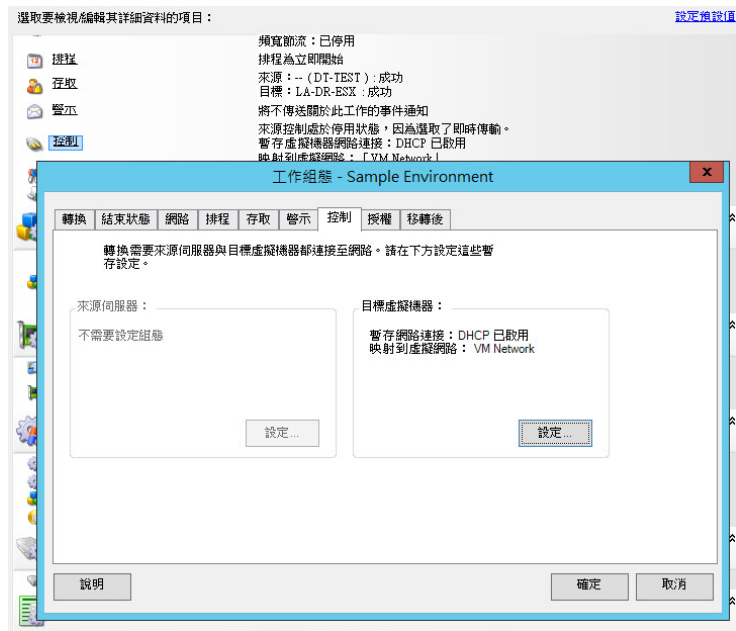 選取要檢視/編輯其詳細資料的項目：
設定預設值
頻寬節流：已停用
排程
排程為立即開始
存取
來源：-- (DT-TEST)：成功
目標：LA-DR-ESX：成功
警示
將不傳送關於此工作的事件通知
控制
來源控制處於停用狀態，因為選取了即時傳輸。
暫存虛擬機器網路連接：DHCP 已啟用
映射到虛擬網路：「VM Network」
工作組態 - Sample Environment
x
轉換 結束狀態 網路 排程 存取 警示 控制 授權 移轉後
轉換需要來源伺服器與目標虛擬機器都連接至網路。請在下方設定這些暫
存設定。
來源伺服器：
不需要設定組態
設定...
目標虛擬機器：
暫存網路連接：DHCP 已啟用
映射到虛擬網路： VM Network
設定...
說明
確定
取消